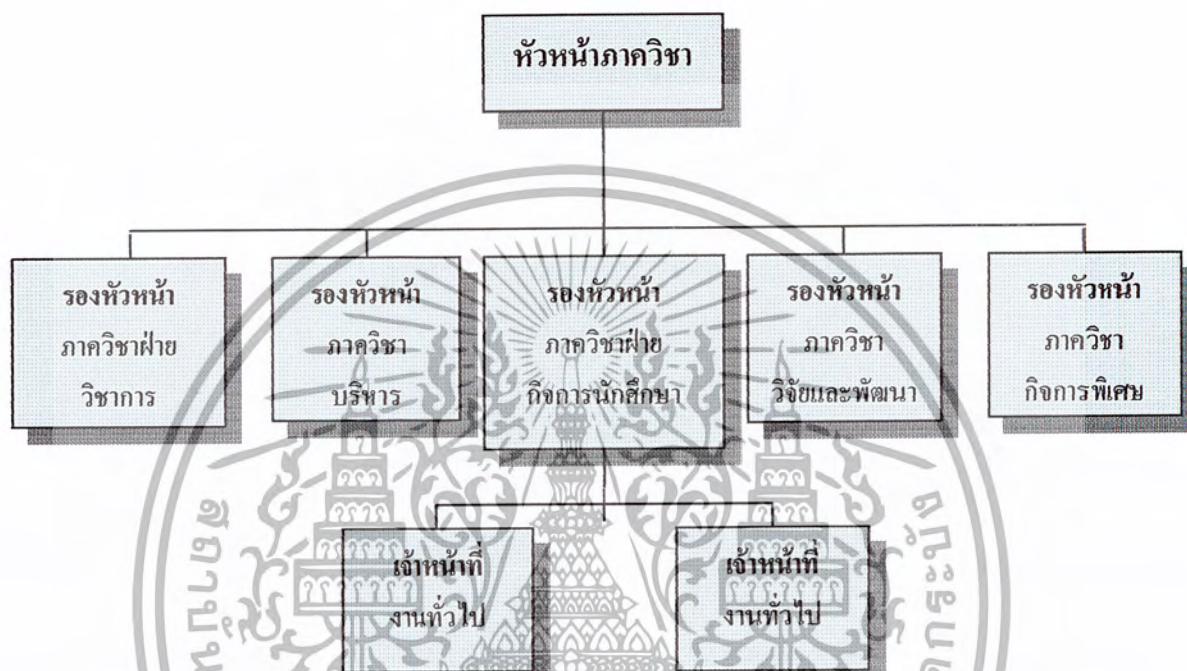 หัวหน้าภาควิชา
รองหัวหน้า
ภาควิชาฝ่าย
วิชาการ
รองหัวหน้า
ภาควิชา
บริหาร
รองหัวหน้า
ภาควิชาฝ่าย
กิจการนักศึกษา
รองหัวหน้า
ภาควิชา
วิจัยและพัฒนา
รองหัวหน้า
ภาควิชา
กิจการพิเศษ
เจ้าหน้าที่
งานทั่วไป
เจ้าหน้าที่
งานทั่วไป